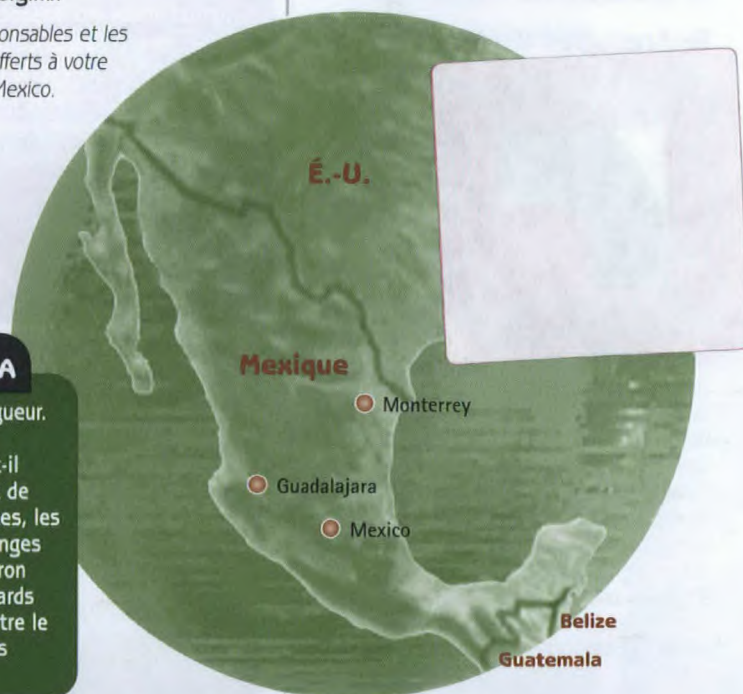 onsables et les
fferts à votre
Mexico.
É.-U.
Mexique
Monterrey
Guadalajara
Mexico
Belize
Guatemala
A
gueur.
t-il
de
es, les
nges
ron
ards
tre le
s